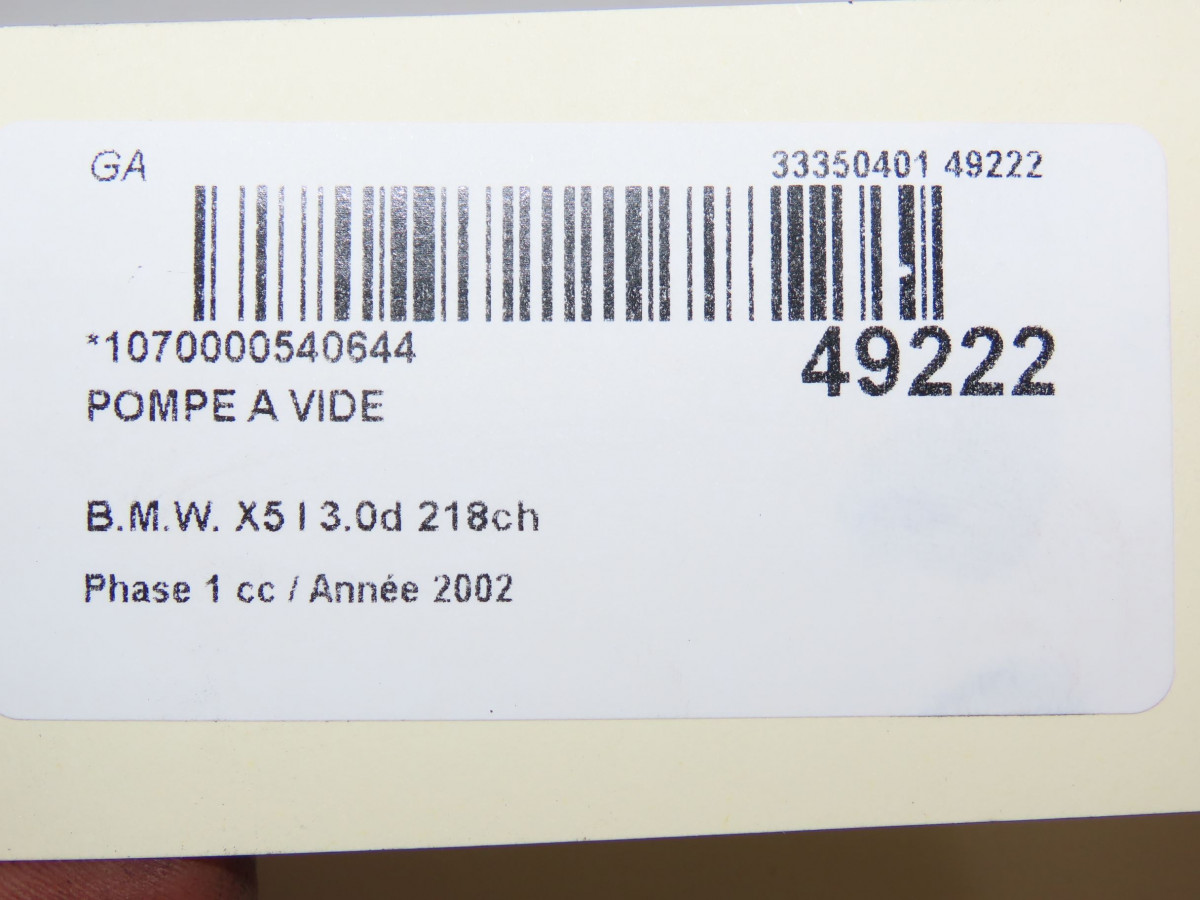 GA
33350401 49222
*1070000540644
49222
POMPE A VIDE
B.M.W. X5 I 3.0d 218ch
Phase 1 cc / Année 2002